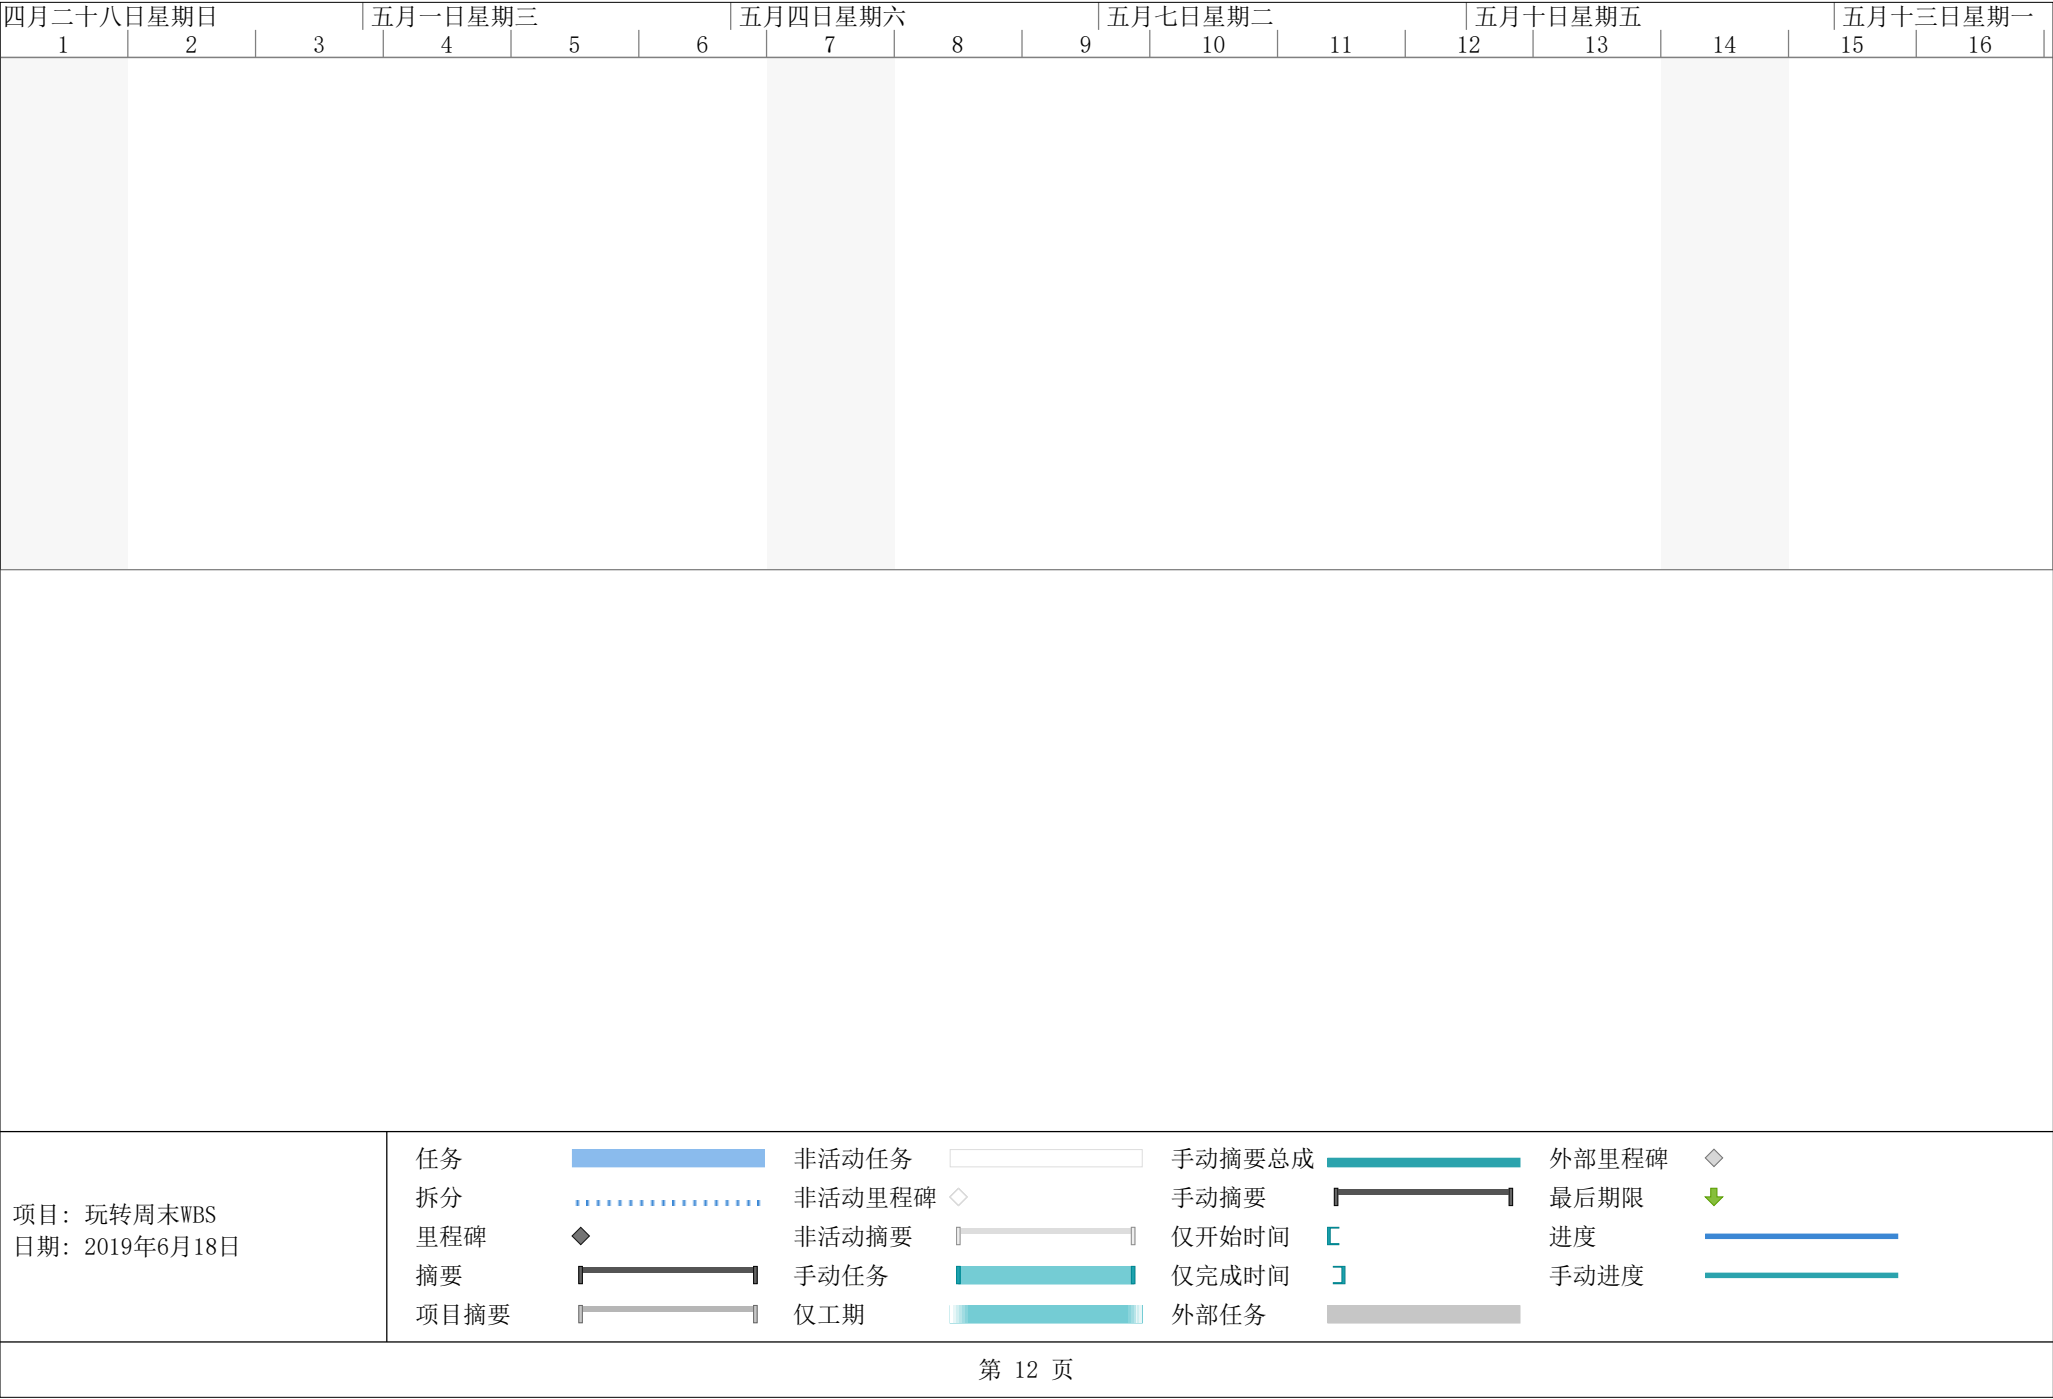 四月二十八日星期日 五月一日星期三 五月四日星期六 五月七日星期二 五月十日星期五 五月十三日星期一
1 2 3 4 5 6 7 8 9 10 11 12 13 14 15 16
项目: 玩转周末WBS
日期: 2019年6月18日
任务 非活动任务 手动摘要总成 外部里程碑
拆分 非活动里程碑 手动摘要 最后期限
里程碑 非活动摘要 仅开始时间 进度
摘要 手动任务 仅完成时间 手动进度
项目摘要 仅工期 外部任务
第 12 页